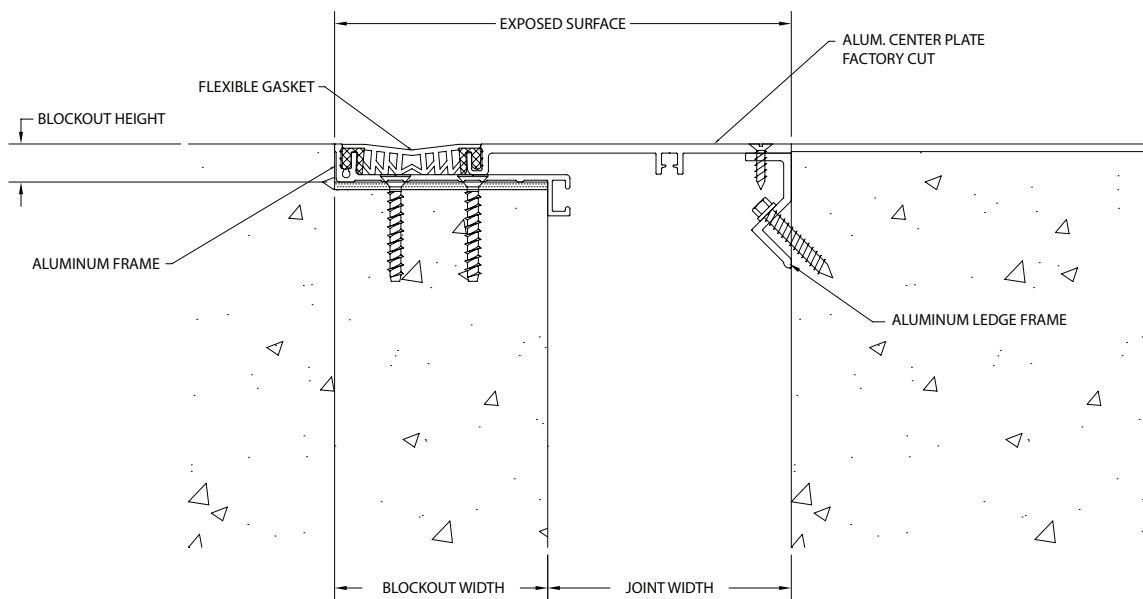 EXPOSED SURFACE
ALUM. CENTER PLATE
FACTORY CUT
FLEXIBLE GASKET
BLOCKOUT HEIGHT
ALUMINUM FRAME
ALUMINUM LEDGE FRAME
BLOCKOUT WIDTH
JOINT WIDTH